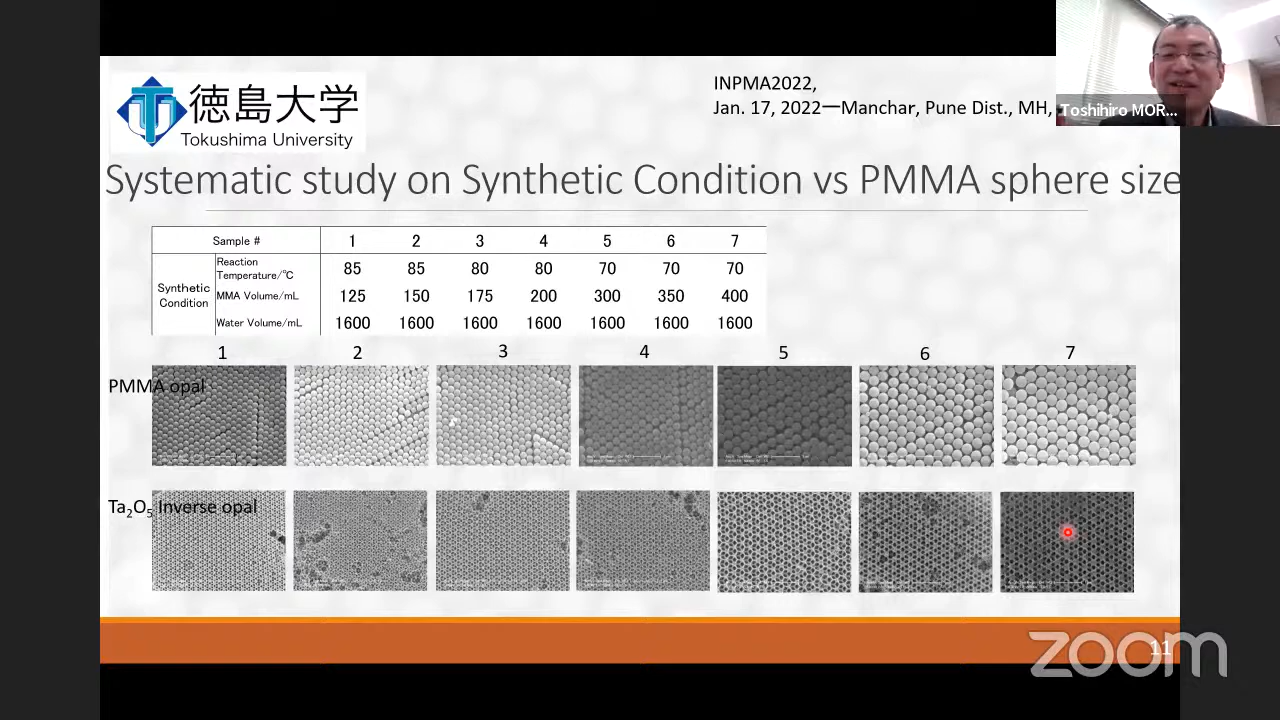 徳島大学
Tokushima University
INPMA2022,
Jan. 17, 2022ーManchar, Pune Dist., MH,
Toshihiro MOR...
Systematic study on Synthetic Condition vs PMMA sphere size
Sample # 1 2 3 4 5 6 7
Synthetic Condition
Reaction Temperature/℃ 85 85 80 80 70 70 70
MMA Volume/mL 125 150 175 200 300 350 400
Water Volume/mL 1600 1600 1600 1600 1600 1600 1600
1 2 3 4 5 6 7
PMMA opal
Ta2O5 Inverse opal
11
zoom